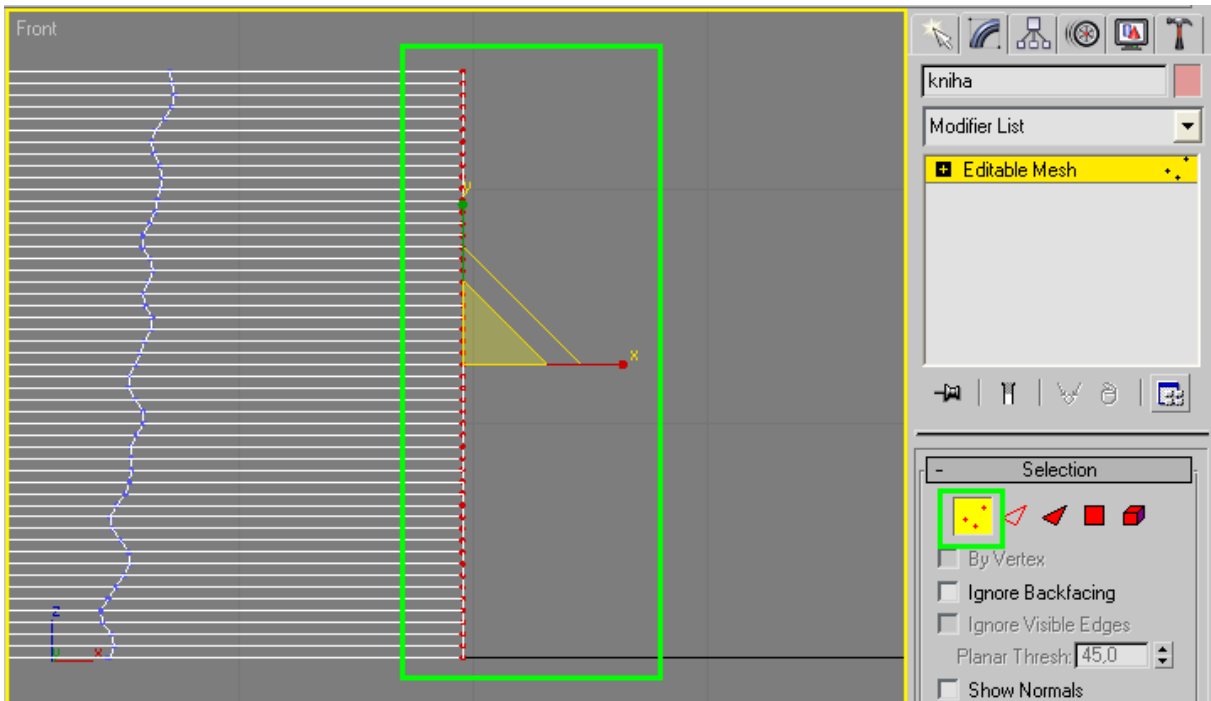 Front
y
x
z
y
x
kniha
Modifier List
Editable Mesh
Selection
By Vertex
Ignore Backfacing
Ignore Visible Edges
Planar Thresh: 45,0
Show Normals